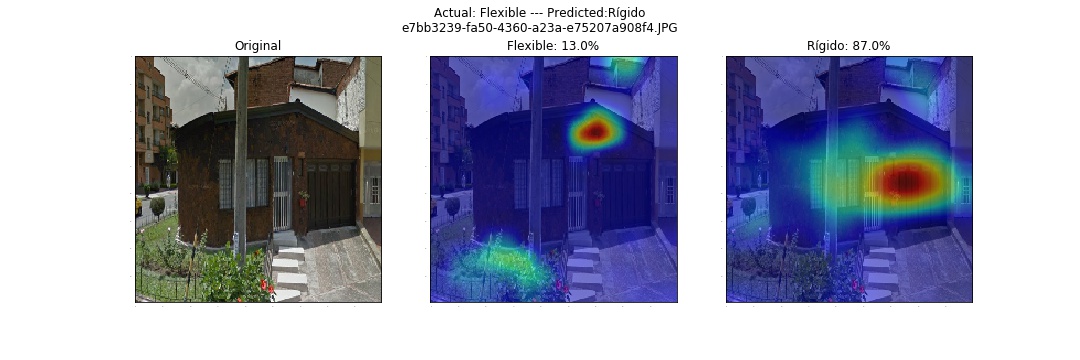 Actual: Flexible --- Predicted:Rígido
e7bb3239-fa50-4360-a23a-e75207a908f4.JPG
Original
Flexible: 13.0%
Rígido: 87.0%